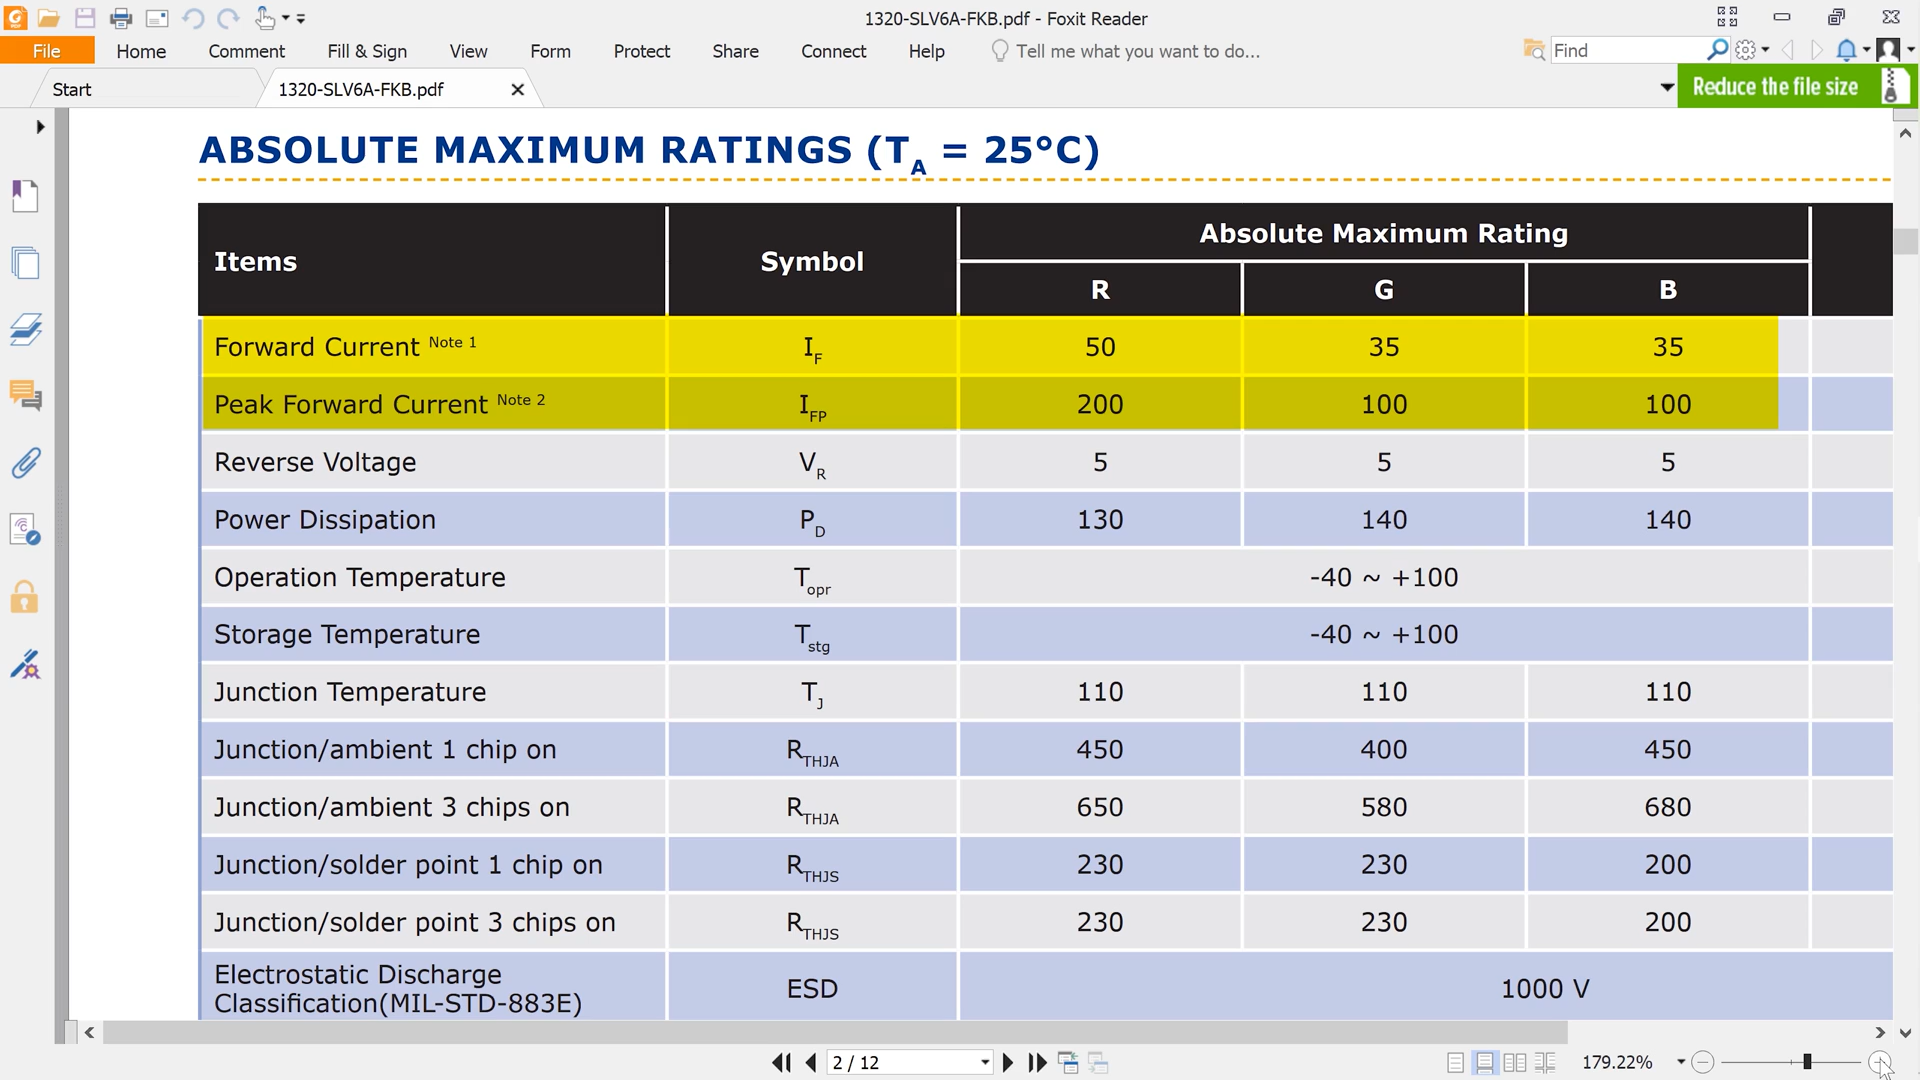 1320-SLV6A-FKB.pdf - Foxit Reader
File Home Comment Fill & Sign View Form Protect Share Connect Help Tell me what you want to do... Find
Start 1320-SLV6A-FKB.pdf Reduce the file size
ABSOLUTE MAXIMUM RATINGS (TA = 25°C)
Items Symbol Absolute Maximum Rating
R G B
Forward Current Note 1 IF 50 35 35
Peak Forward Current Note 2 IFP 200 100 100
Reverse Voltage VR 5 5 5
Power Dissipation PD 130 140 140
Operation Temperature Topr -40 ~ +100
Storage Temperature Tstg -40 ~ +100
Junction Temperature TJ 110 110 110
Junction/ambient 1 chip on RTHJA 450 400 450
Junction/ambient 3 chips on RTHJA 650 580 680
Junction/solder point 1 chip on RTHJS 230 230 200
Junction/solder point 3 chips on RTHJS 230 230 200
Electrostatic Discharge
Classification(MIL-STD-883E) ESD 1000 V
2 / 12 179.22%